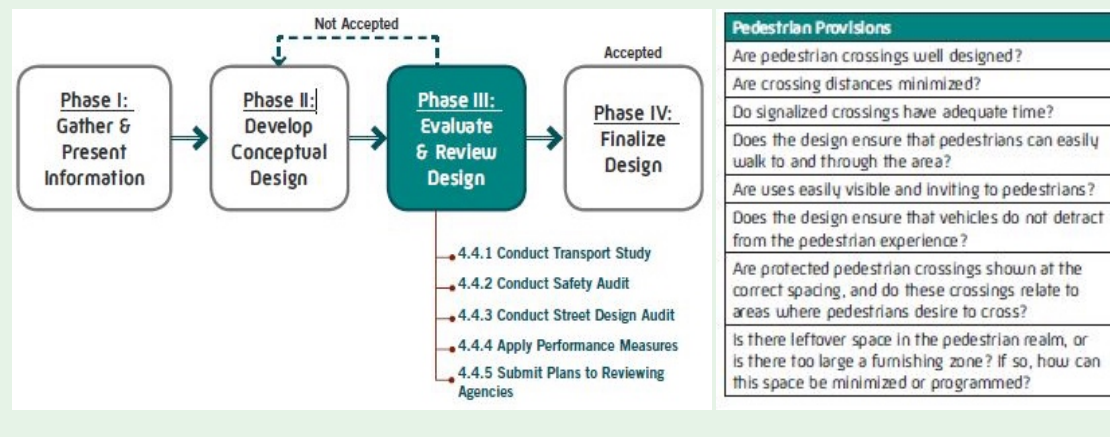 Not Accepted
Accepted
Phase I:
Gather &
Present
Information
Phase II:
Develop
Conceptual
Design
Phase III:
Evaluate
& Review
Design
Phase IV:
Finalize
Design
4.4.1 Conduct Transport Study
4.4.2 Conduct Safety Audit
4.4.3 Conduct Street Design Audit
4.4.4 Apply Performance Measures
4.4.5 Submit Plans to Reviewing
Agencies
Pedestrian Provisions
Are pedestrian crossings well designed?
Are crossing distances minimized?
Do signalized crossings have adequate time?
Does the design ensure that pedestrians can easily
walk to and through the area?
Are uses easily visible and inviting to pedestrians?
Does the design ensure that vehicles do not detract
from the pedestrian experience?
Are protected pedestrian crossings shown at the
correct spacing, and do these crossings relate to
areas where pedestrians desire to cross?
Is there leftover space in the pedestrian realm, or
is there too large a furnishing zone? If so, how can
this space be minimized or programmed?